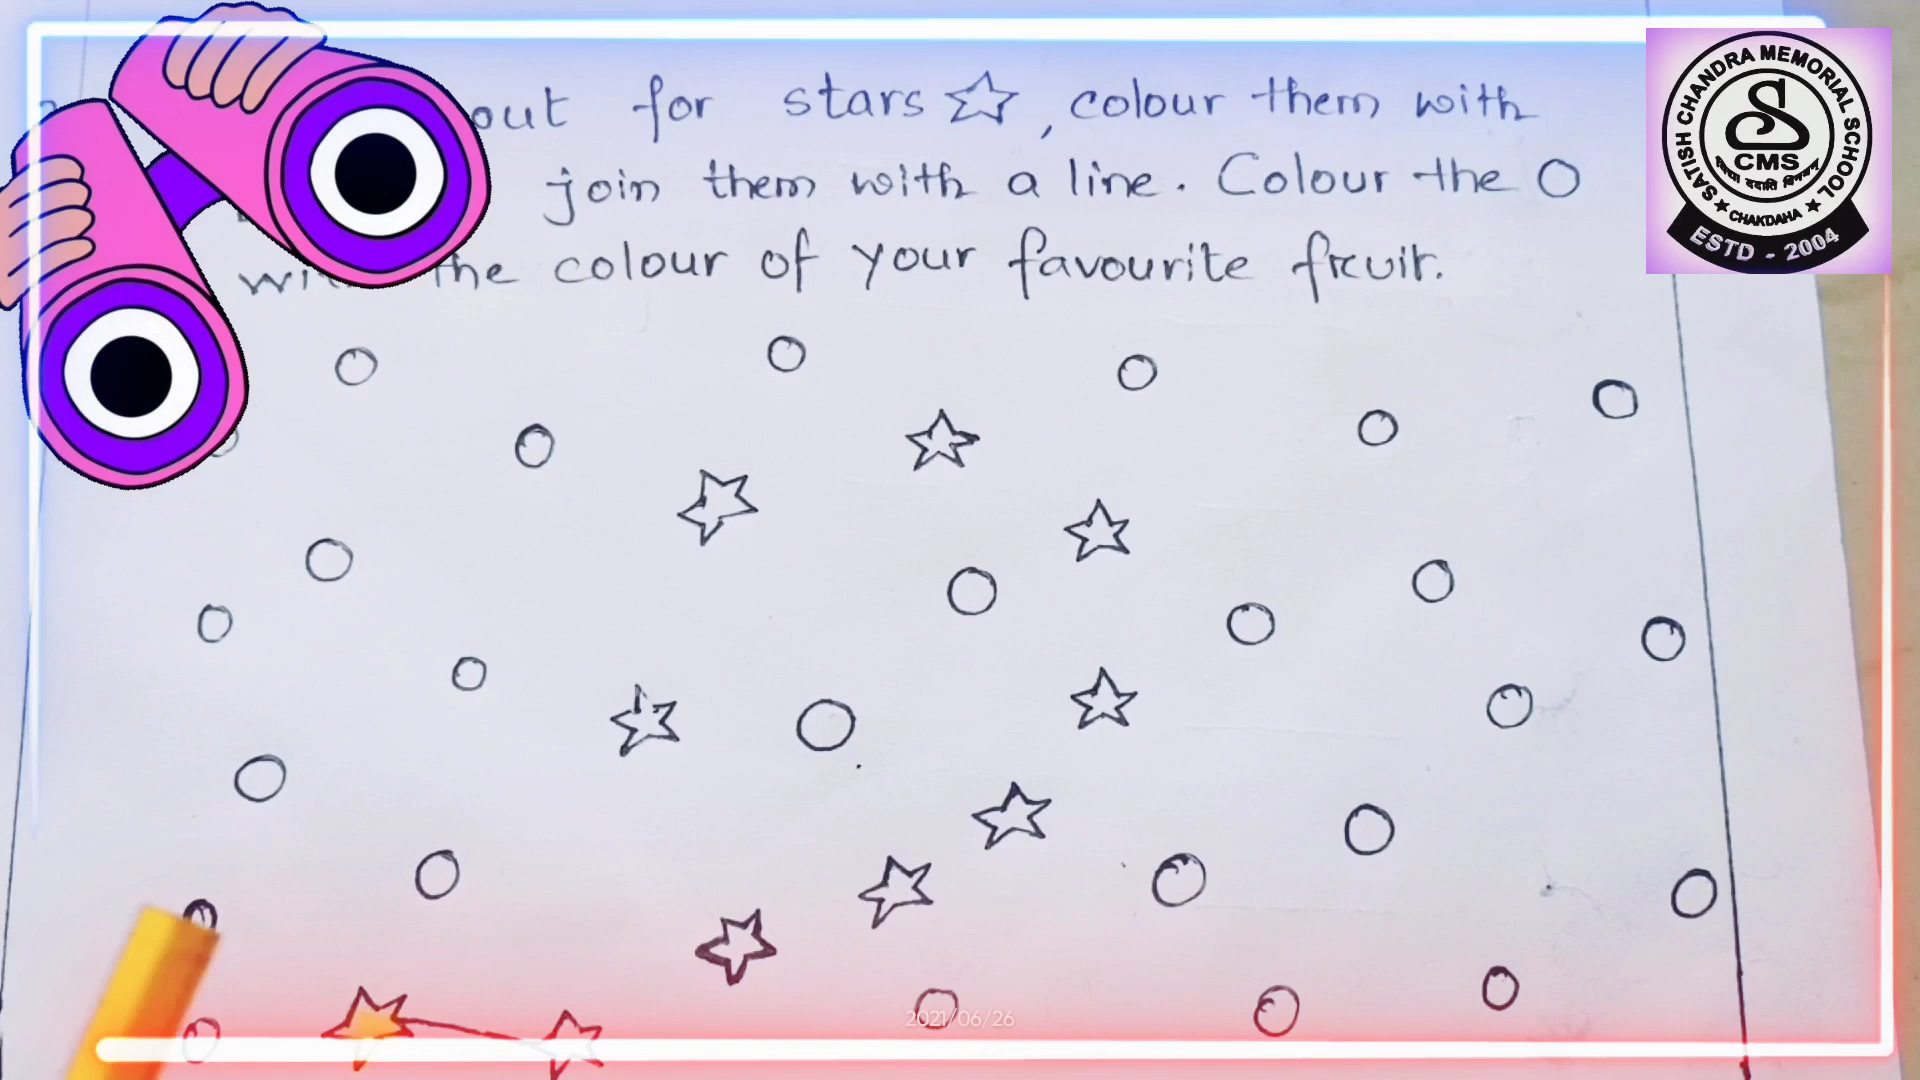 out for stars ☆, colour them with
join them with a line. Colour the O
with the colour of your favourite fruit.
SATISH CHANDRA MEMORIAL SCHOOL
S
CMS
CHAKDAHA
ESTD - 2004
2021/06/26